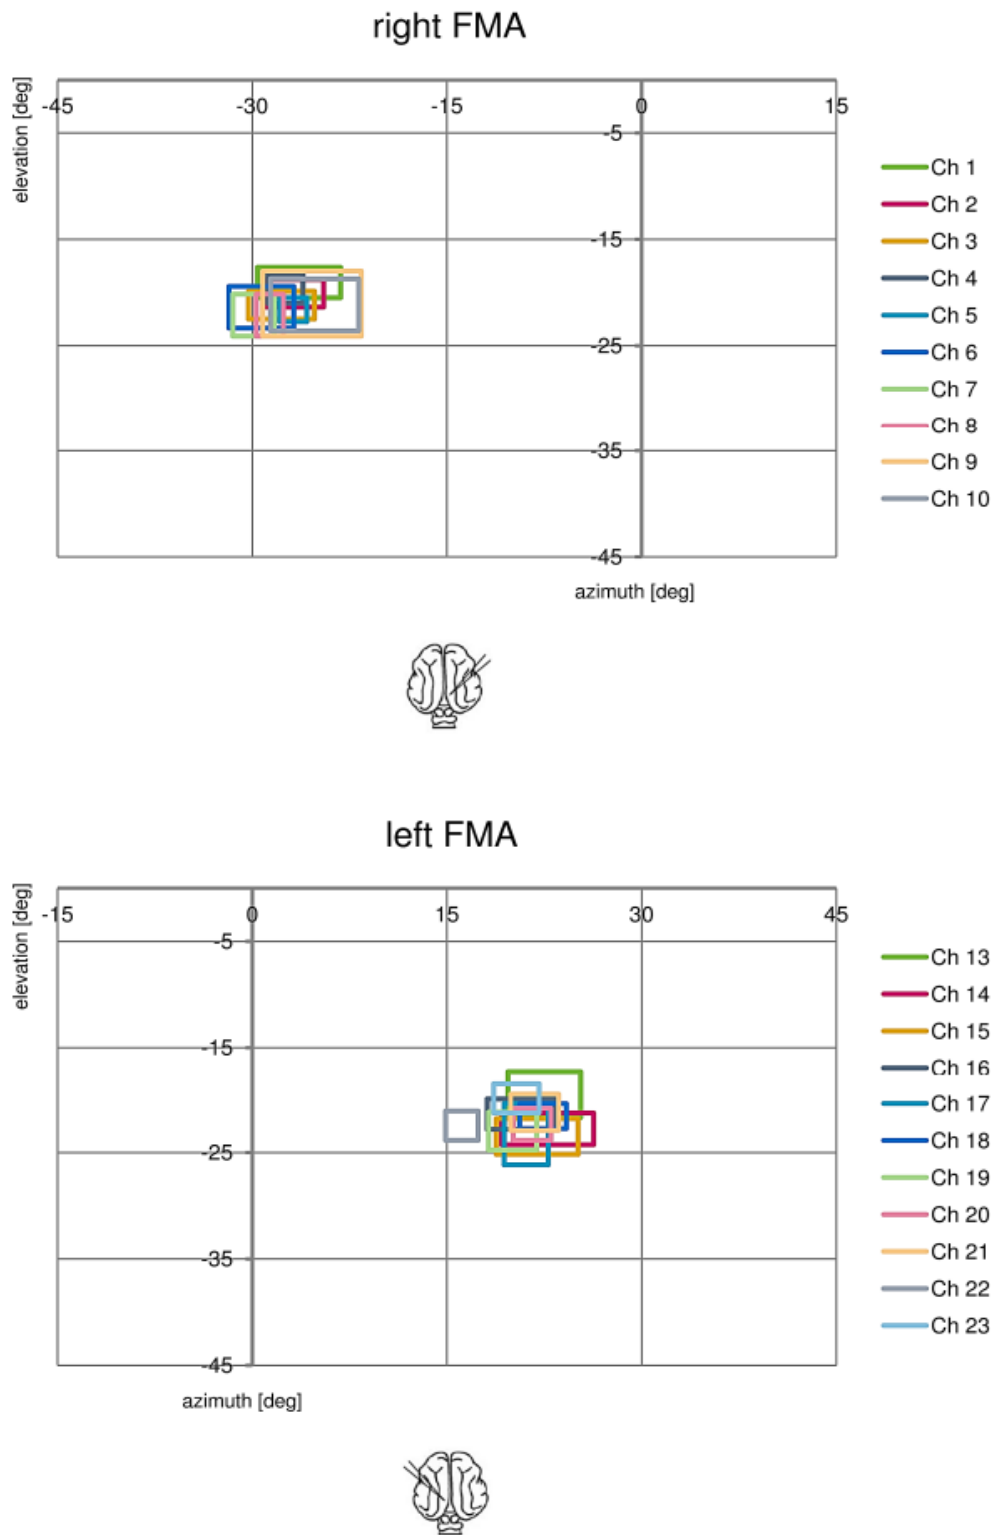 right FMA
elevation [deg]
-45 -30 -15 0 15
-5
-15
-25
-35
-45
azimuth [deg]
Ch 1
Ch 2
Ch 3
Ch 4
Ch 5
Ch 6
Ch 7
Ch 8
Ch 9
Ch 10
left FMA
elevation [deg]
-15 0 15 30 45
-5
-15
-25
-35
-45
azimuth [deg]
Ch 13
Ch 14
Ch 15
Ch 16
Ch 17
Ch 18
Ch 19
Ch 20
Ch 21
Ch 22
Ch 23